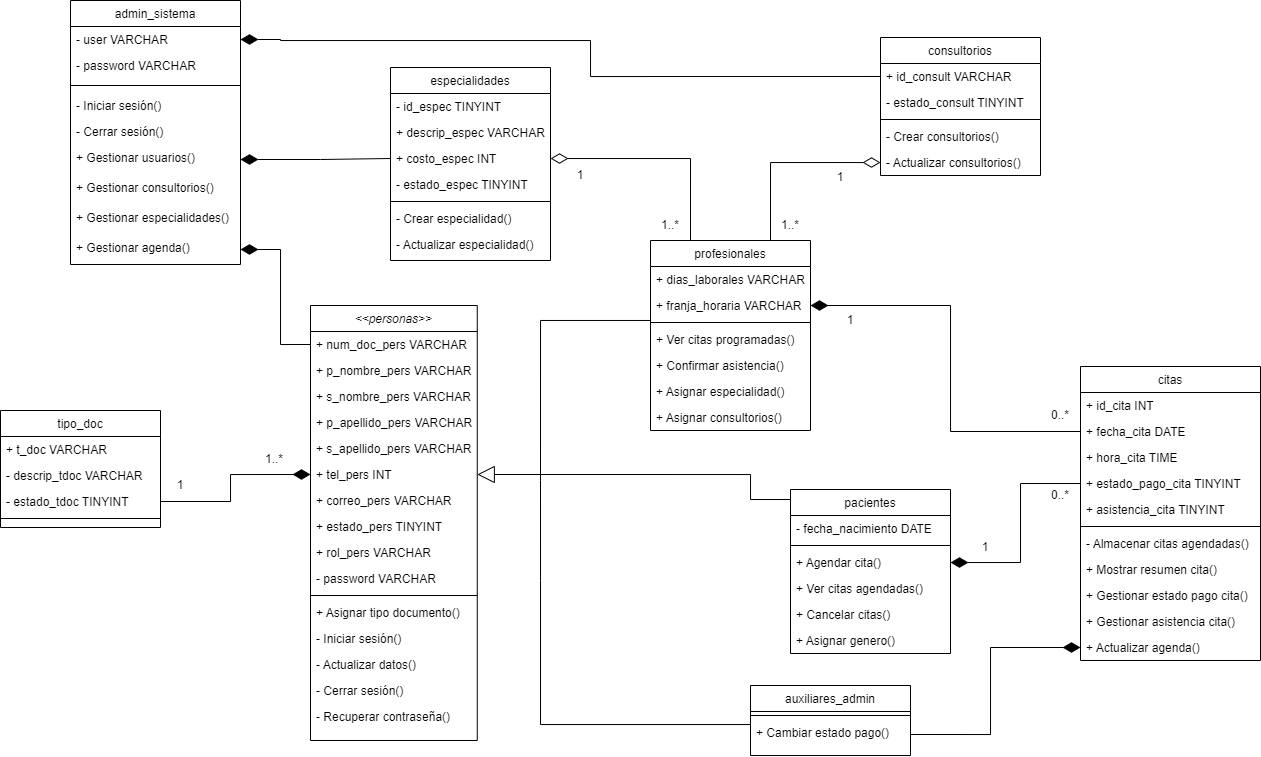 admin_sistema
- user VARCHAR
- password VARCHAR
- Iniciar sesión()
- Cerrar sesión()
+ Gestionar usuarios()
+ Gestionar consultorios()
+ Gestionar especialidades()
+ Gestionar agenda()
especialidades
- id_espec TINYINT
+ descrip_espec VARCHAR
+ costo_espec INT
- estado_espec TINYINT
- Crear especialidad()
- Actualizar especialidad()
1
1..*
consultorios
+ id_consult VARCHAR
- estado_consult TINYINT
- Crear consultorios()
- Actualizar consultorios()
1
1..*
profesionales
+ dias_laborales VARCHAR
+ franja_horaria VARCHAR
+ Ver citas programadas()
+ Confirmar asistencia()
+ Asignar especialidad()
+ Asignar consultorios()
1
0..*
<<personas>>
+ num_doc_pers VARCHAR
+ p_nombre_pers VARCHAR
+ s_nombre_pers VARCHAR
+ p_apellido_pers VARCHAR
+ s_apellido_pers VARCHAR
+ tel_pers INT
+ correo_pers VARCHAR
+ estado_pers TINYINT
+ rol_pers VARCHAR
- password VARCHAR
+ Asignar tipo documento()
- Iniciar sesión()
- Actualizar datos()
- Cerrar sesión()
- Recuperar contraseña()
tipo_doc
+ t_doc VARCHAR
- descrip_tdoc VARCHAR
- estado_tdoc TINYINT
1
1..*
citas
+ id_cita INT
+ fecha_cita DATE
+ hora_cita TIME
+ estado_pago_cita TINYINT
+ asistencia_cita TINYINT
- Almacenar citas agendadas()
+ Mostrar resumen cita()
+ Gestionar estado pago cita()
+ Gestionar asistencia cita()
+ Actualizar agenda()
pacientes
- fecha_nacimiento DATE
+ Agendar cita()
+ Ver citas agendadas()
+ Cancelar citas()
+ Asignar genero()
1
0..*
auxiliares_admin
+ Cambiar estado pago()